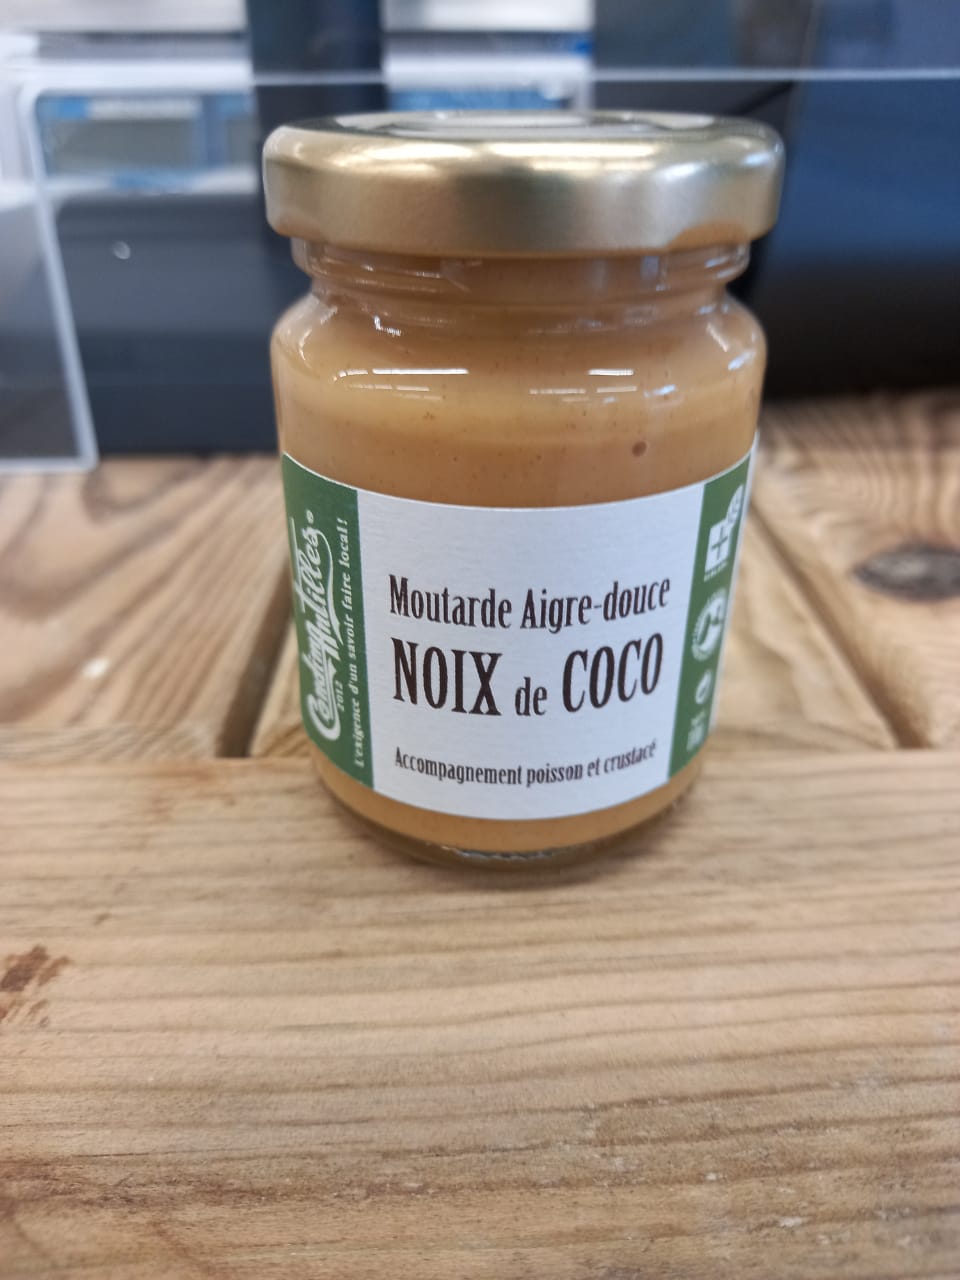 Moutarde Aigre-douce
NOIX de COCO
Accompagnement poisson et crustacé
2012
L'exigence d'un savoir faire local!